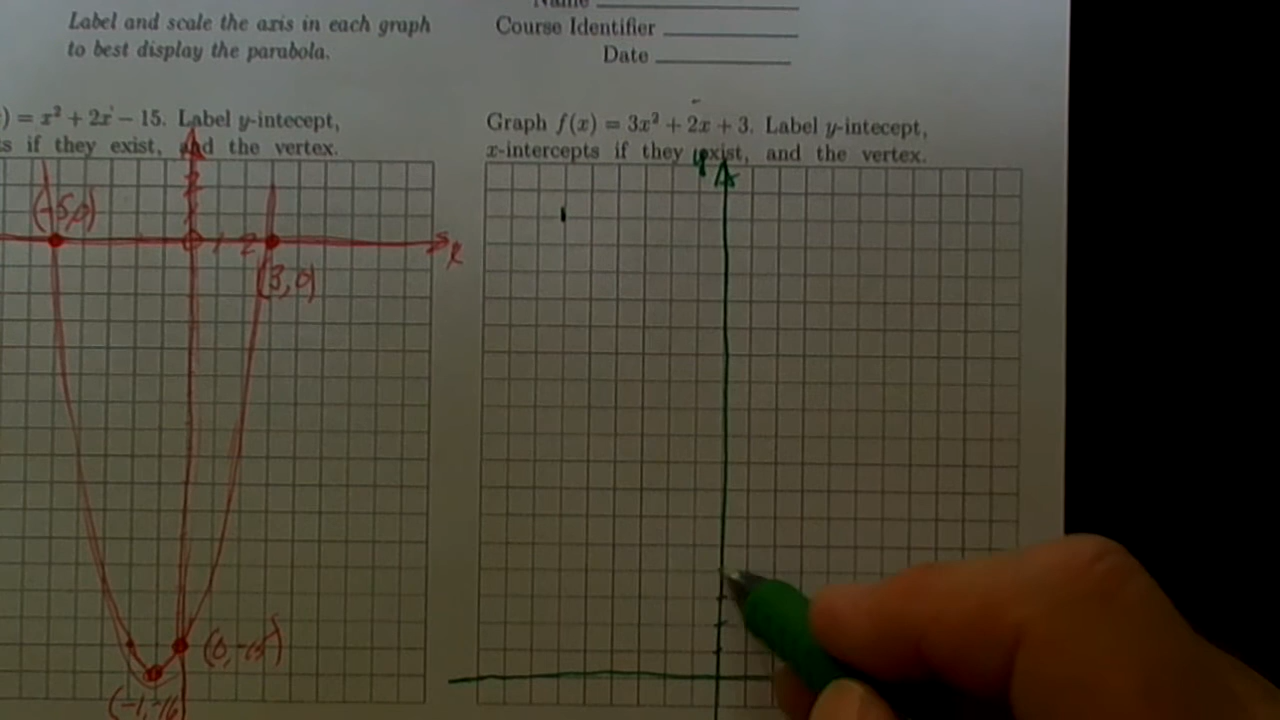 Label and scale the axis in each graph
to best display the parabola.
Name
Course Identifier
Date
) = x² + 2x - 15. Label y-intecept,
s if they exist, and the vertex.
Graph f(x) = 3x² + 2x + 3. Label y-intecept,
x-intercepts if they exist, and the vertex.
y
(-5,0)
1 2
x
(3,0)
(0,-15)
(-1,-16)